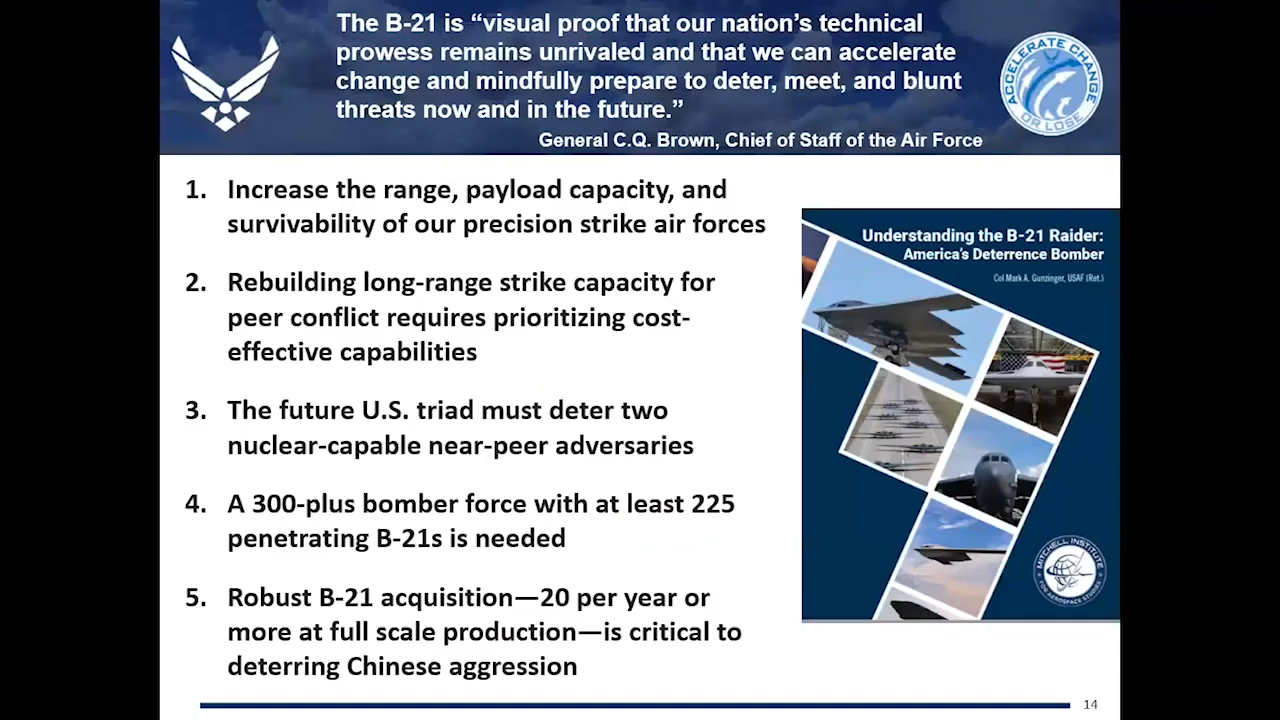 The B-21 is “visual proof that our nation’s technical
prowess remains unrivaled and that we can accelerate
change and mindfully prepare to deter, meet, and blunt
threats now and in the future.”
General C.Q. Brown, Chief of Staff of the Air Force
ACCELERATE CHANGE
OR LOSE
1. Increase the range, payload capacity, and
survivability of our precision strike air forces
2. Rebuilding long-range strike capacity for
peer conflict requires prioritizing cost-
effective capabilities
3. The future U.S. triad must deter two
nuclear-capable near-peer adversaries
4. A 300-plus bomber force with at least 225
penetrating B-21s is needed
5. Robust B-21 acquisition—20 per year or
more at full scale production—is critical to
deterring Chinese aggression
Understanding the B-21 Raider:
America’s Deterrence Bomber
Col Mark A. Gunzinger, USAF (Ret.)
MITCHELL INSTITUTE
FOR AEROSPACE STUDIES
14